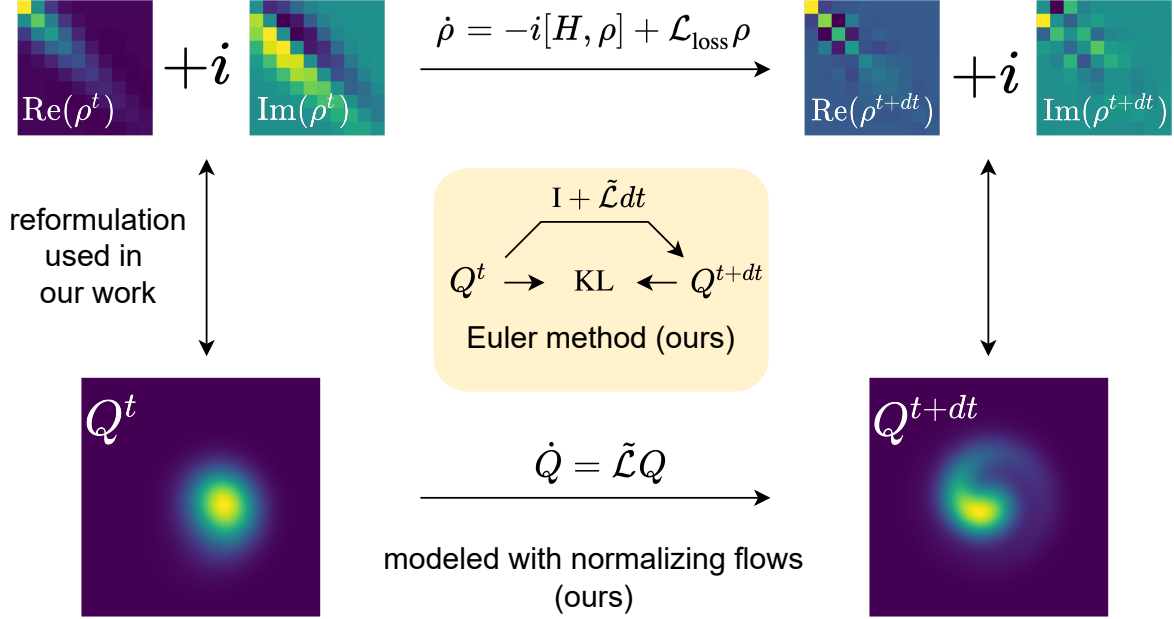 Re(ρ^t) +i Im(ρ^t)
ρ̇ = −i[H, ρ] + 𝓛_loss ρ
Re(ρ^{t+dt}) +i Im(ρ^{t+dt})
reformulation
used in
our work
I + 𝓛̃dt
Q^t KL Q^{t+dt}
Euler method (ours)
Q^t
Q̇ = 𝓛̃Q
modeled with normalizing flows
(ours)
Q^{t+dt}